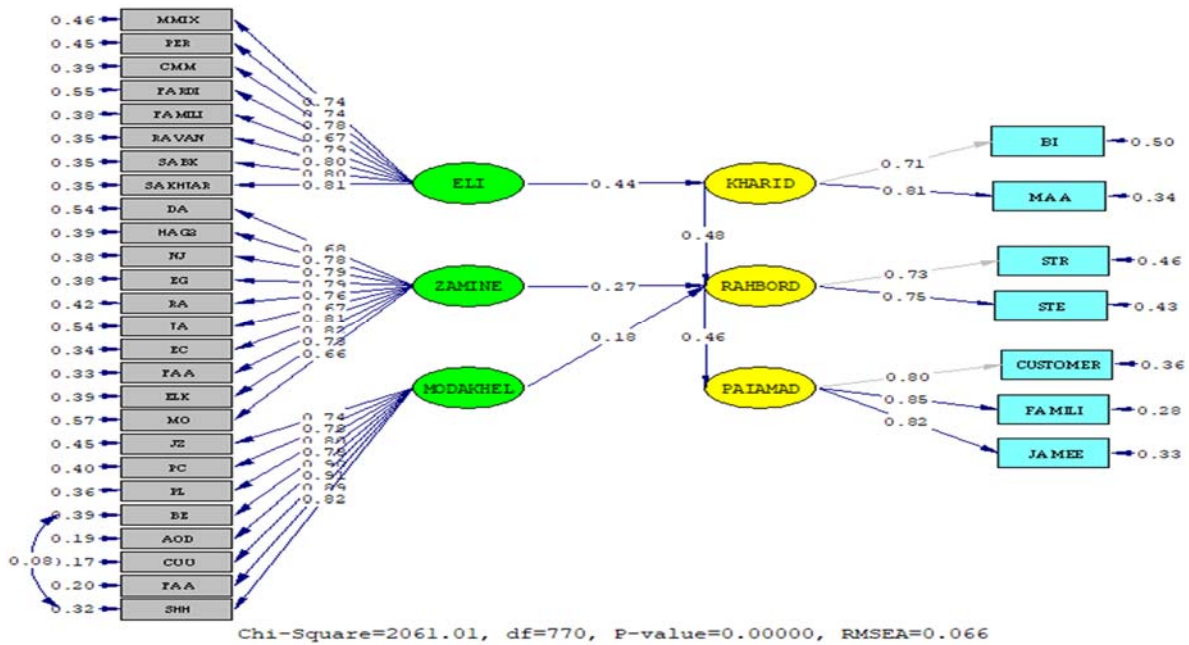 0.46 MMIX
0.45 PER
0.39 CMM
0.55 FARDI
0.38 FAMILI
0.35 RAVAN
0.35 SABK
0.35 SAKHTAR
0.54 DA
0.39
0.38 NJ
0.38 EG
0.42 RA
0.54
0.34 EC
0.33 FAA
0.39 ELK
0.57 MO
0.45 JZ
0.40 PC
0.36 PL
0.39 BE
0.19 AOD
0.17 COO
0.20 FAA
0.32 SHH
0.08
0.74
0.74
0.78
0.67
0.79
0.80
0.80
0.81
0.68
0.78
0.79
0.79
0.76
0.67
0.81
0.82
0.66
0.74
0.78
0.80
0.91
0.89
0.82
ELI
ZAMINE
MODAKHEL
0.44
0.27
0.18
KHARID
0.48
RAHBORD
0.46
PAIAMAD
0.71
0.81
0.73
0.75
0.80
0.85
0.82
BI 0.50
MAA 0.34
STR 0.46
STE 0.43
CUSTOMER 0.36
FAMILI 0.28
JAMEE 0.33
Chi-Square=2061.01, df=770, P-value=0.00000, RMSEA=0.066